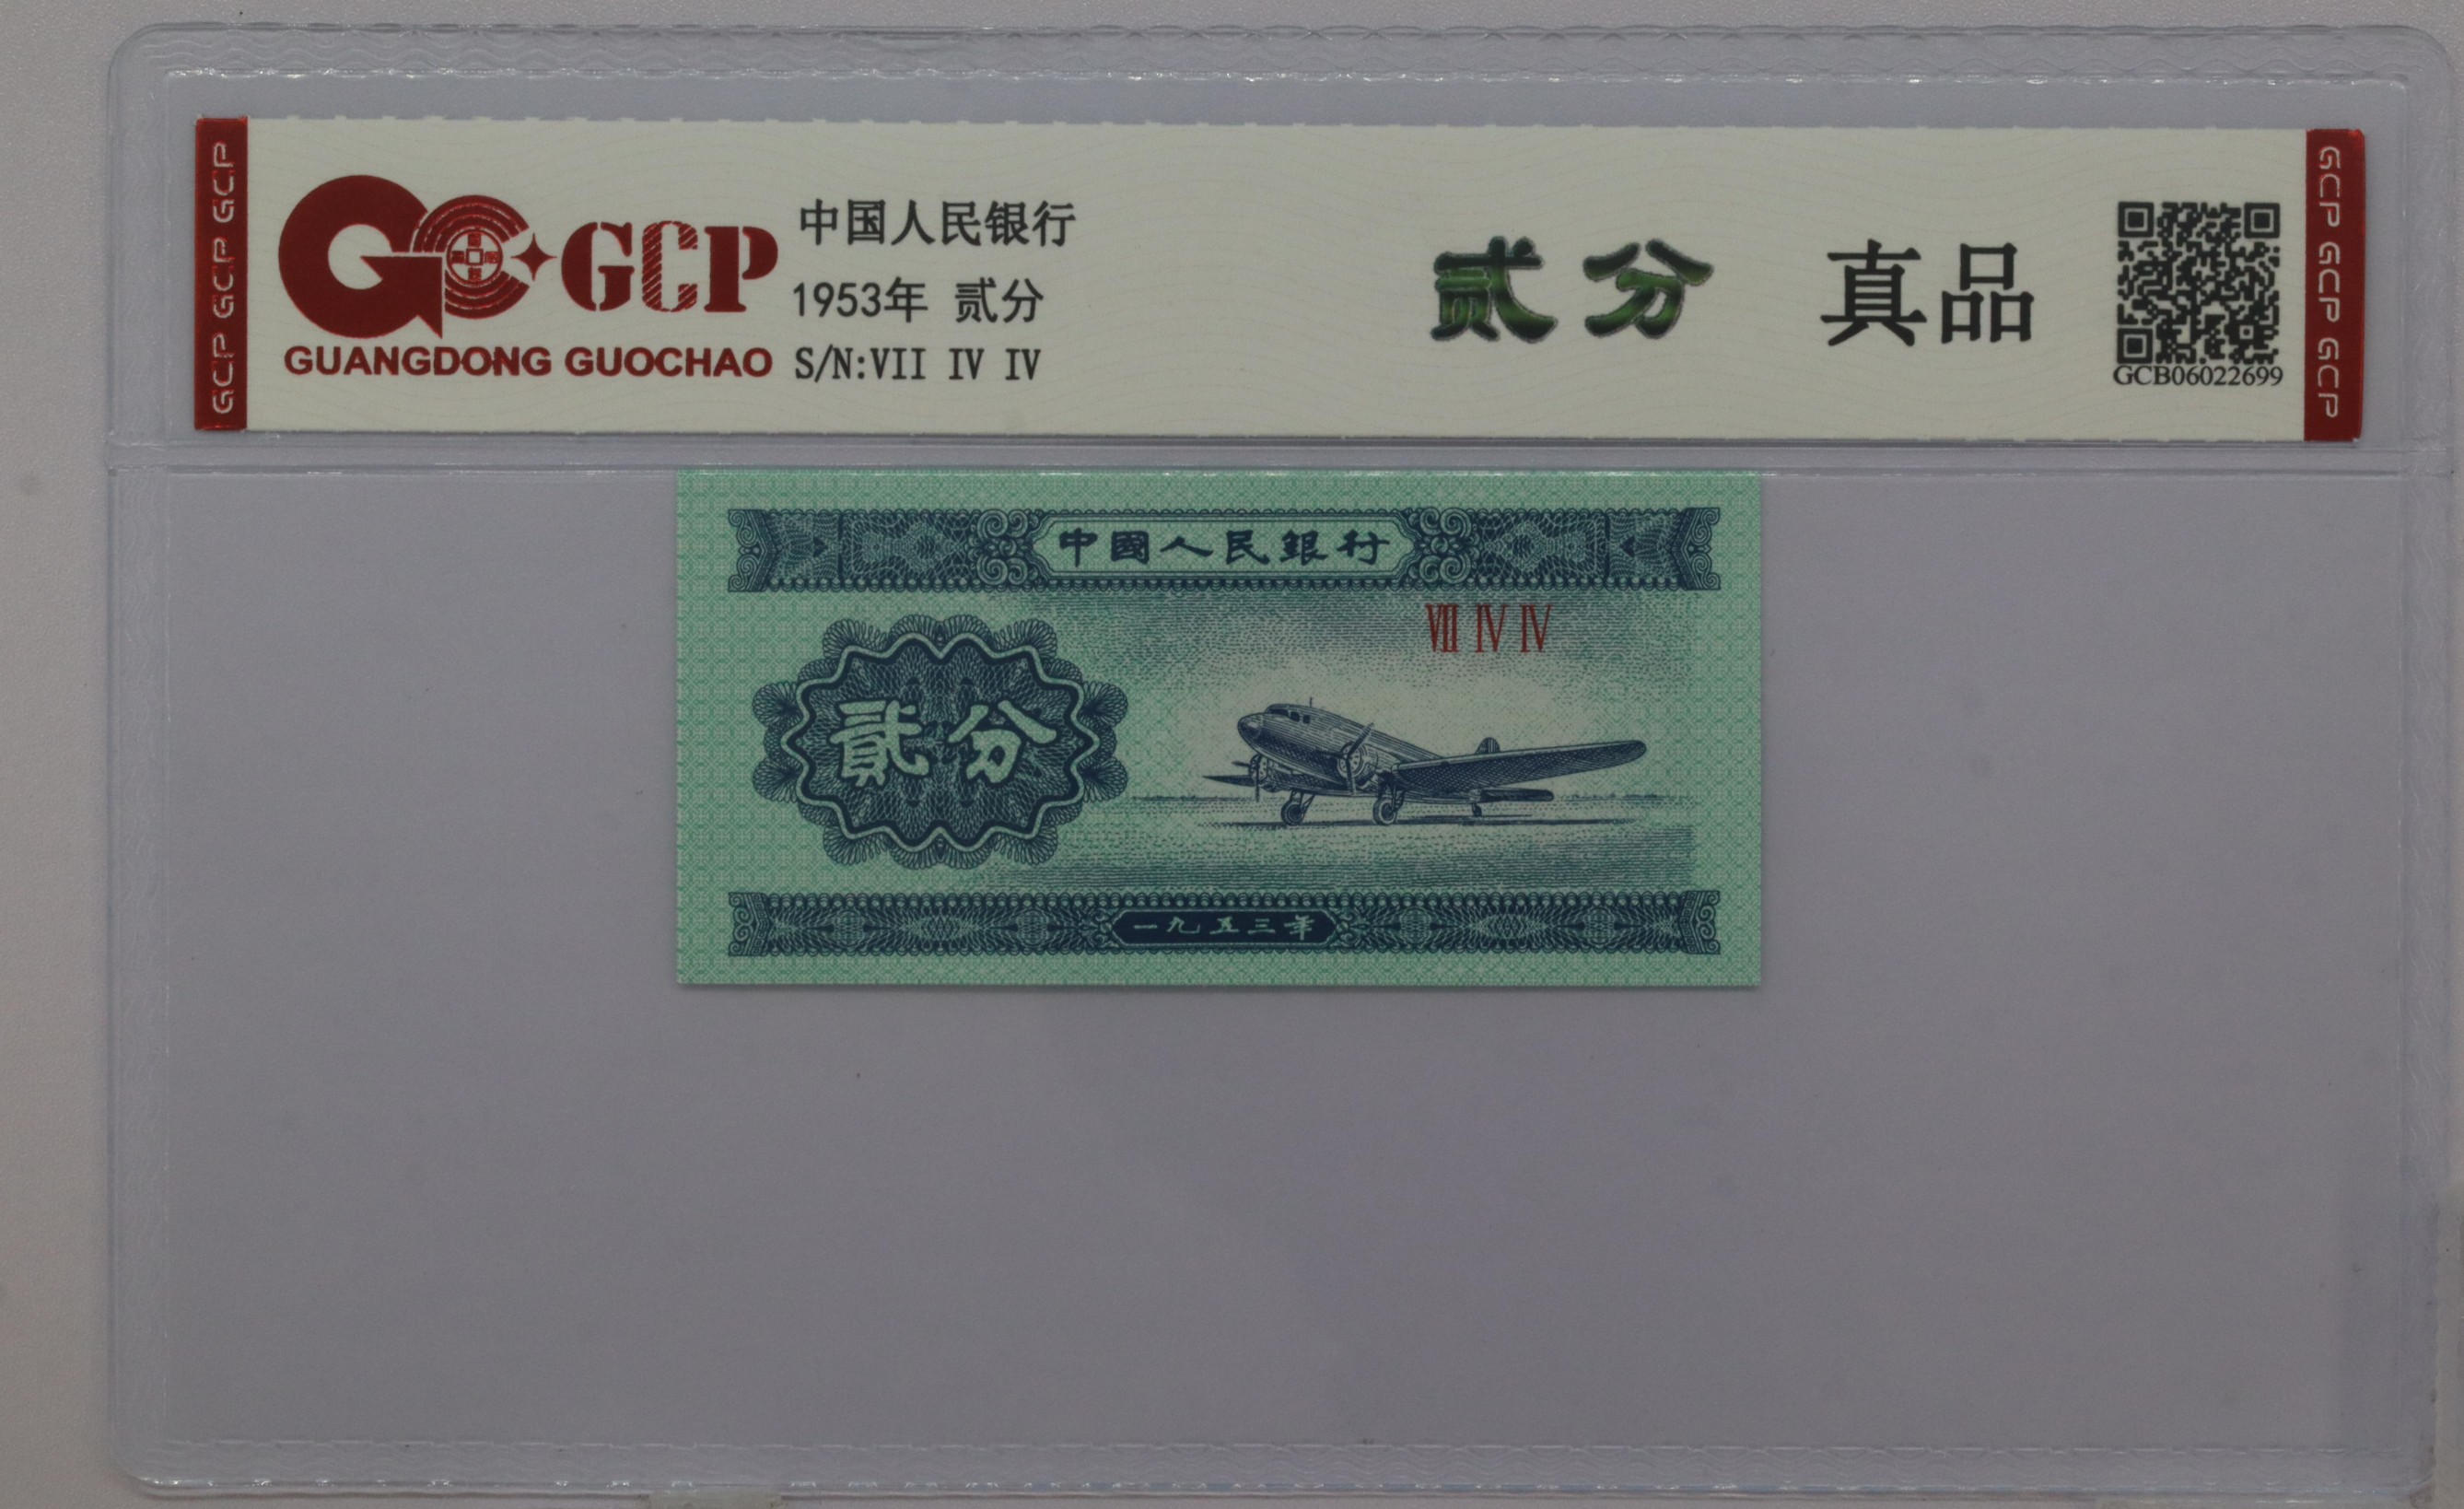 GCP GCP GCP
GCP
GUANGDONG GUOCHAO
中国人民银行
1953年 贰分
S/N:VII IV IV
贰分 真品
GCB06022699
GCP GCP GCP
中國人民銀行
VII IV IV
貳分
一九五三年